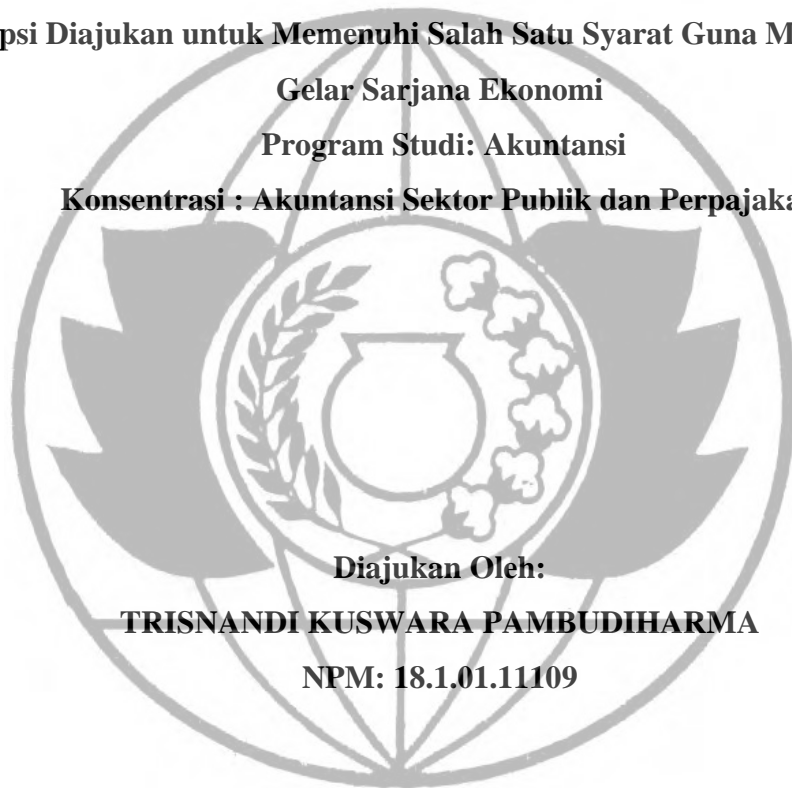 psi Diajukan untuk Memenuhi Salah Satu Syarat Guna M
Gelar Sarjana Ekonomi
Program Studi: Akuntansi
Konsentrasi : Akuntansi Sektor Publik dan Perpajaka
Diajukan Oleh:
TRISNANDI KUSWARA PAMBUDIHARMA
NPM: 18.1.01.11109